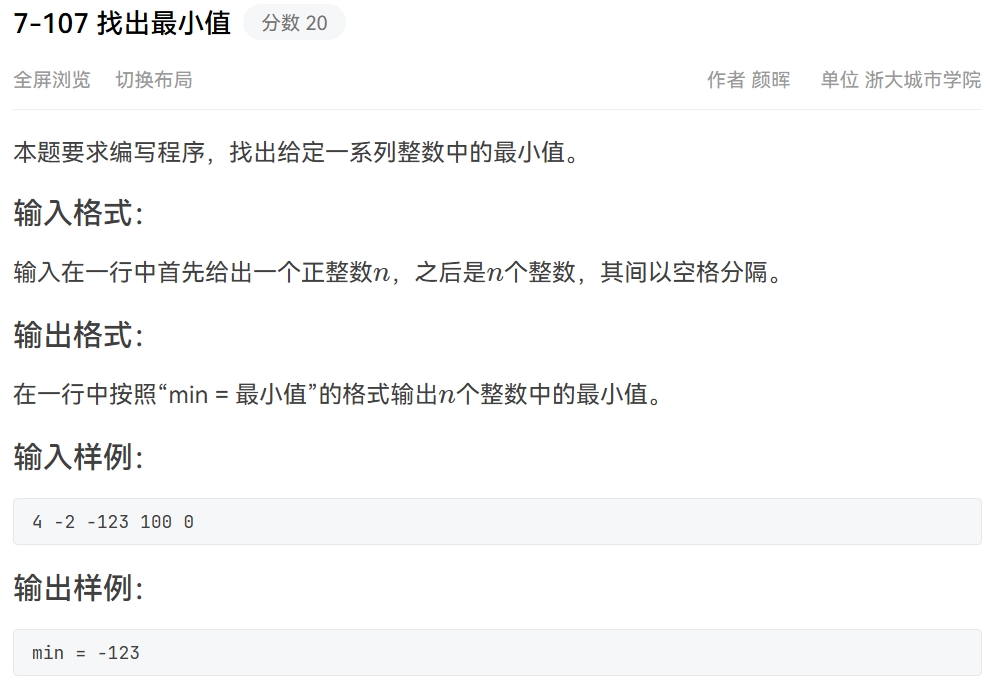 7-107 找出最小值 分数 20
全屏浏览 切换布局 作者 颜晖 单位 浙大城市学院
本题要求编写程序，找出给定一系列整数中的最小值。
输入格式：
输入在一行中首先给出一个正整数n，之后是n个整数，其间以空格分隔。
输出格式：
在一行中按照“min = 最小值”的格式输出n个整数中的最小值。
输入样例：
4 -2 -123 100 0
输出样例：
min = -123